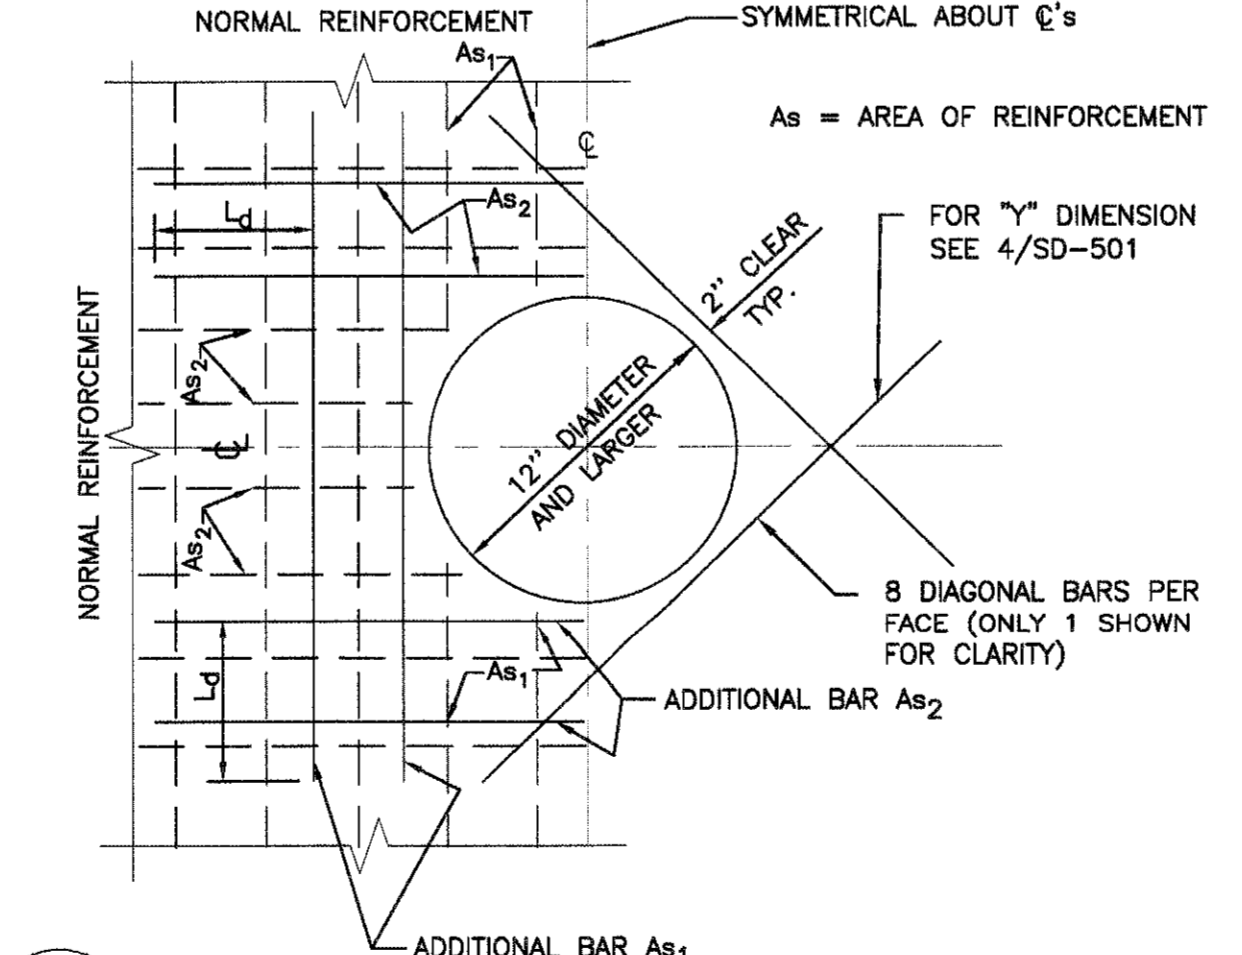 NORMAL REINFORCEMENT
SYMMETRICAL ABOUT ℄'s
As1
As = AREA OF REINFORCEMENT
℄
As2
Ld
FOR "Y" DIMENSION
SEE 4/SD-501
2" CLEAR
TYP.
NORMAL REINFORCEMENT
As2
℄
12" DIAMETER
AND LARGER
As2
8 DIAGONAL BARS PER
FACE (ONLY 1 SHOWN
FOR CLARITY)
Ld
As1
ADDITIONAL BAR As2
ADDITIONAL BAR As1